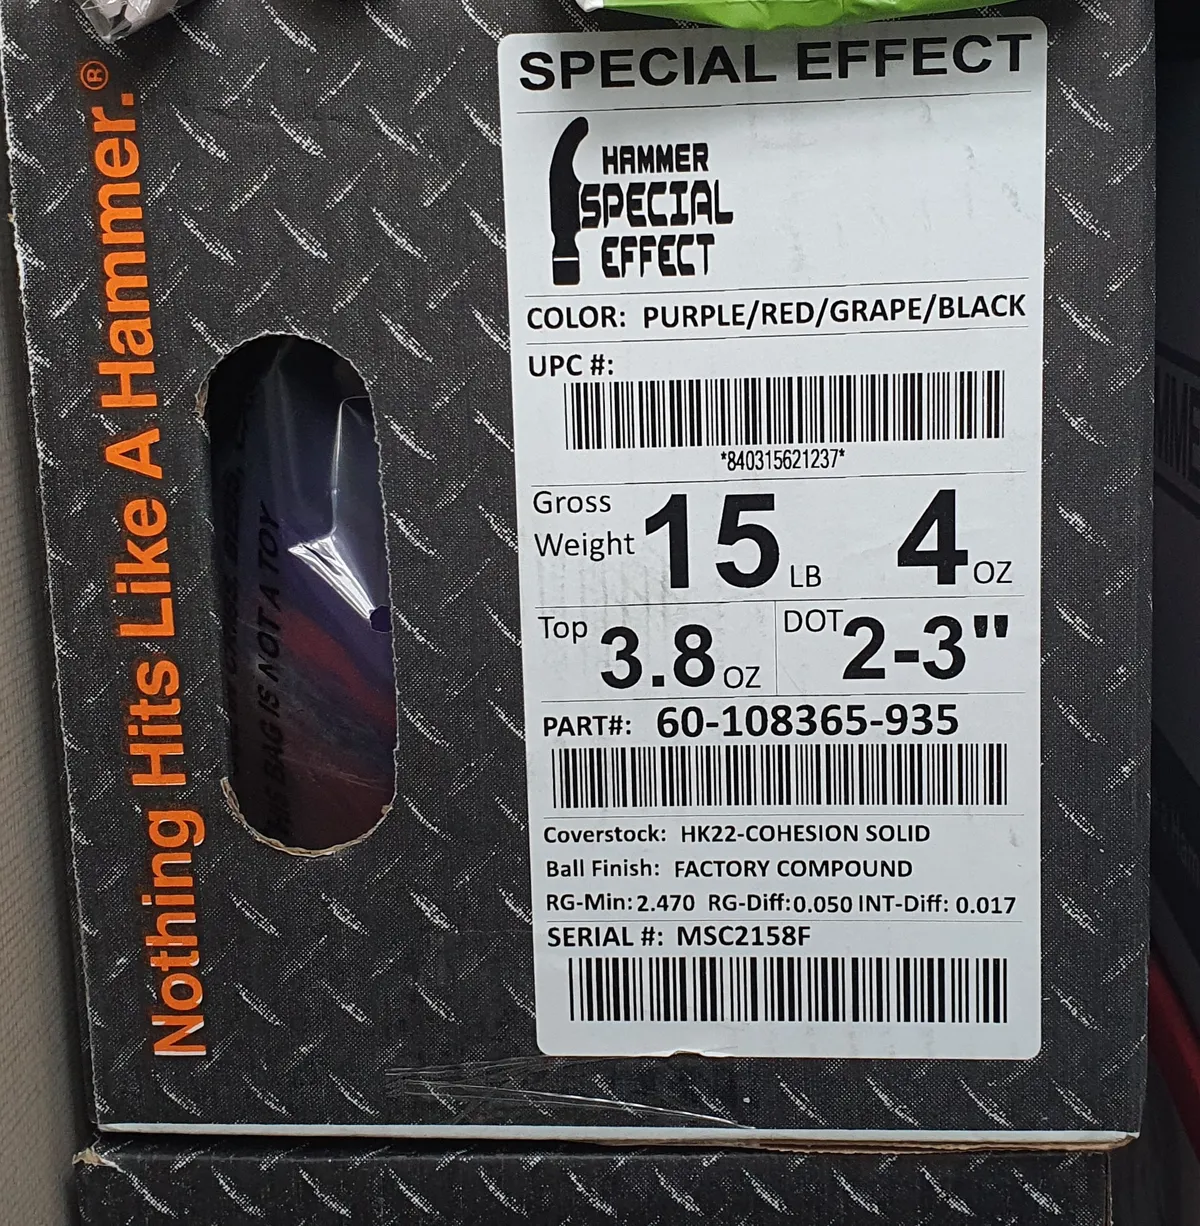 Nothing Hits Like A Hammer.®
SPECIAL EFFECT
HAMMER
SPECIAL
EFFECT
COLOR: PURPLE/RED/GRAPE/BLACK
UPC #:
*840315621237*
Gross Weight 15 LB 4 OZ
Top 3.8 OZ DOT 2-3"
PART#: 60-108365-935
Coverstock: HK22-COHESION SOLID
Ball Finish: FACTORY COMPOUND
RG-Min: 2.470 RG-Diff: 0.050 INT-Diff: 0.017
SERIAL #: MSC2158F
BAG IS NOT A TOY